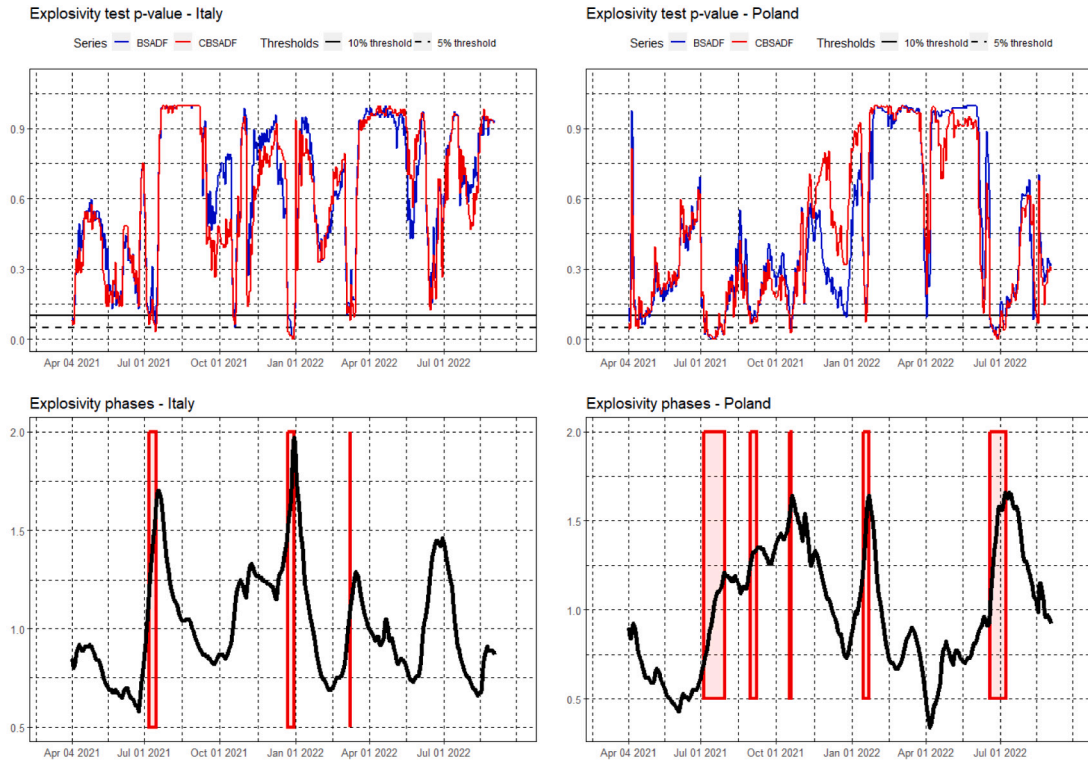 Explosivity test p-value - Italy
Series BSADF CBSADF Thresholds 10% threshold 5% threshold
0.9
0.6
0.3
0.0
Apr 04 2021 Jul 01 2021 Oct 01 2021 Jan 01 2022 Apr 01 2022 Jul 01 2022
Explosivity test p-value - Poland
Series BSADF CBSADF Thresholds 10% threshold 5% threshold
0.9
0.6
0.3
0.0
Apr 04 2021 Jul 01 2021 Oct 01 2021 Jan 01 2022 Apr 01 2022 Jul 01 2022
Explosivity phases - Italy
2.0
1.5
1.0
0.5
Apr 04 2021 Jul 01 2021 Oct 01 2021 Jan 01 2022 Apr 01 2022 Jul 01 2022
Explosivity phases - Poland
2.0
1.5
1.0
0.5
Apr 04 2021 Jul 01 2021 Oct 01 2021 Jan 01 2022 Apr 01 2022 Jul 01 2022